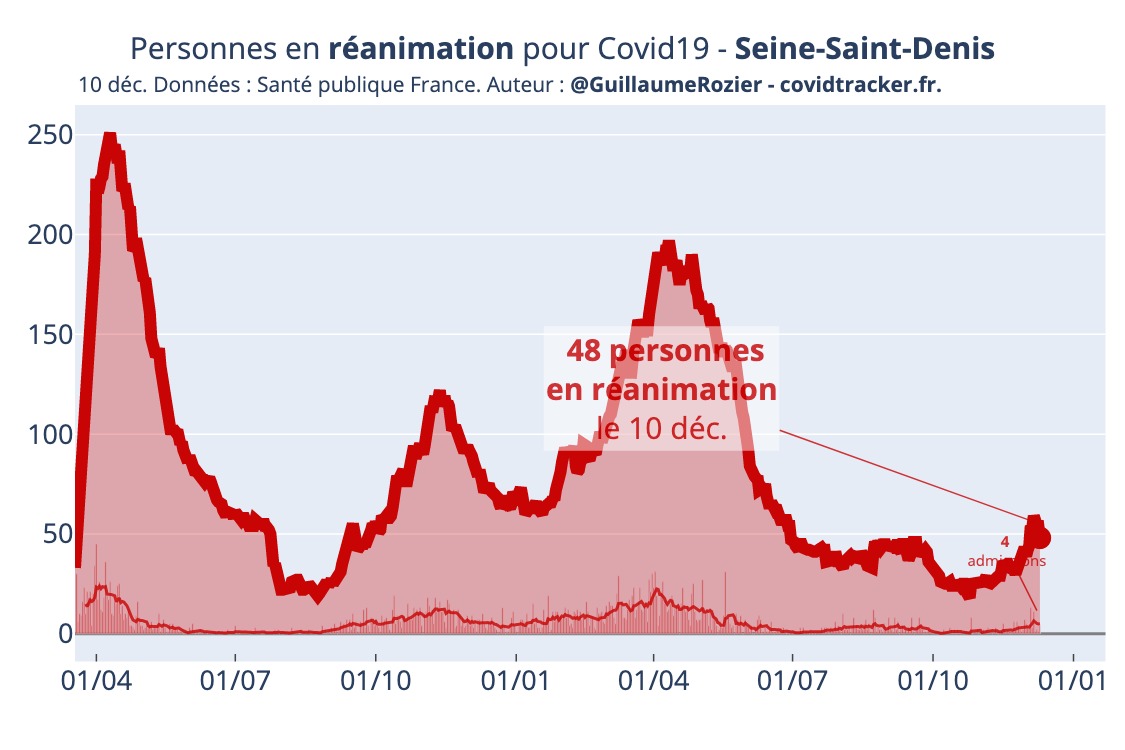 Personnes en réanimation pour Covid19 - Seine-Saint-Denis
10 déc. Données : Santé publique France. Auteur : @GuillaumeRozier - covidtracker.fr.
250
200
150
100
50
0
48 personnes
en réanimation
le 10 déc.
4
admissions
01/04
01/07
01/10
01/01
01/04
01/07
01/10
01/01